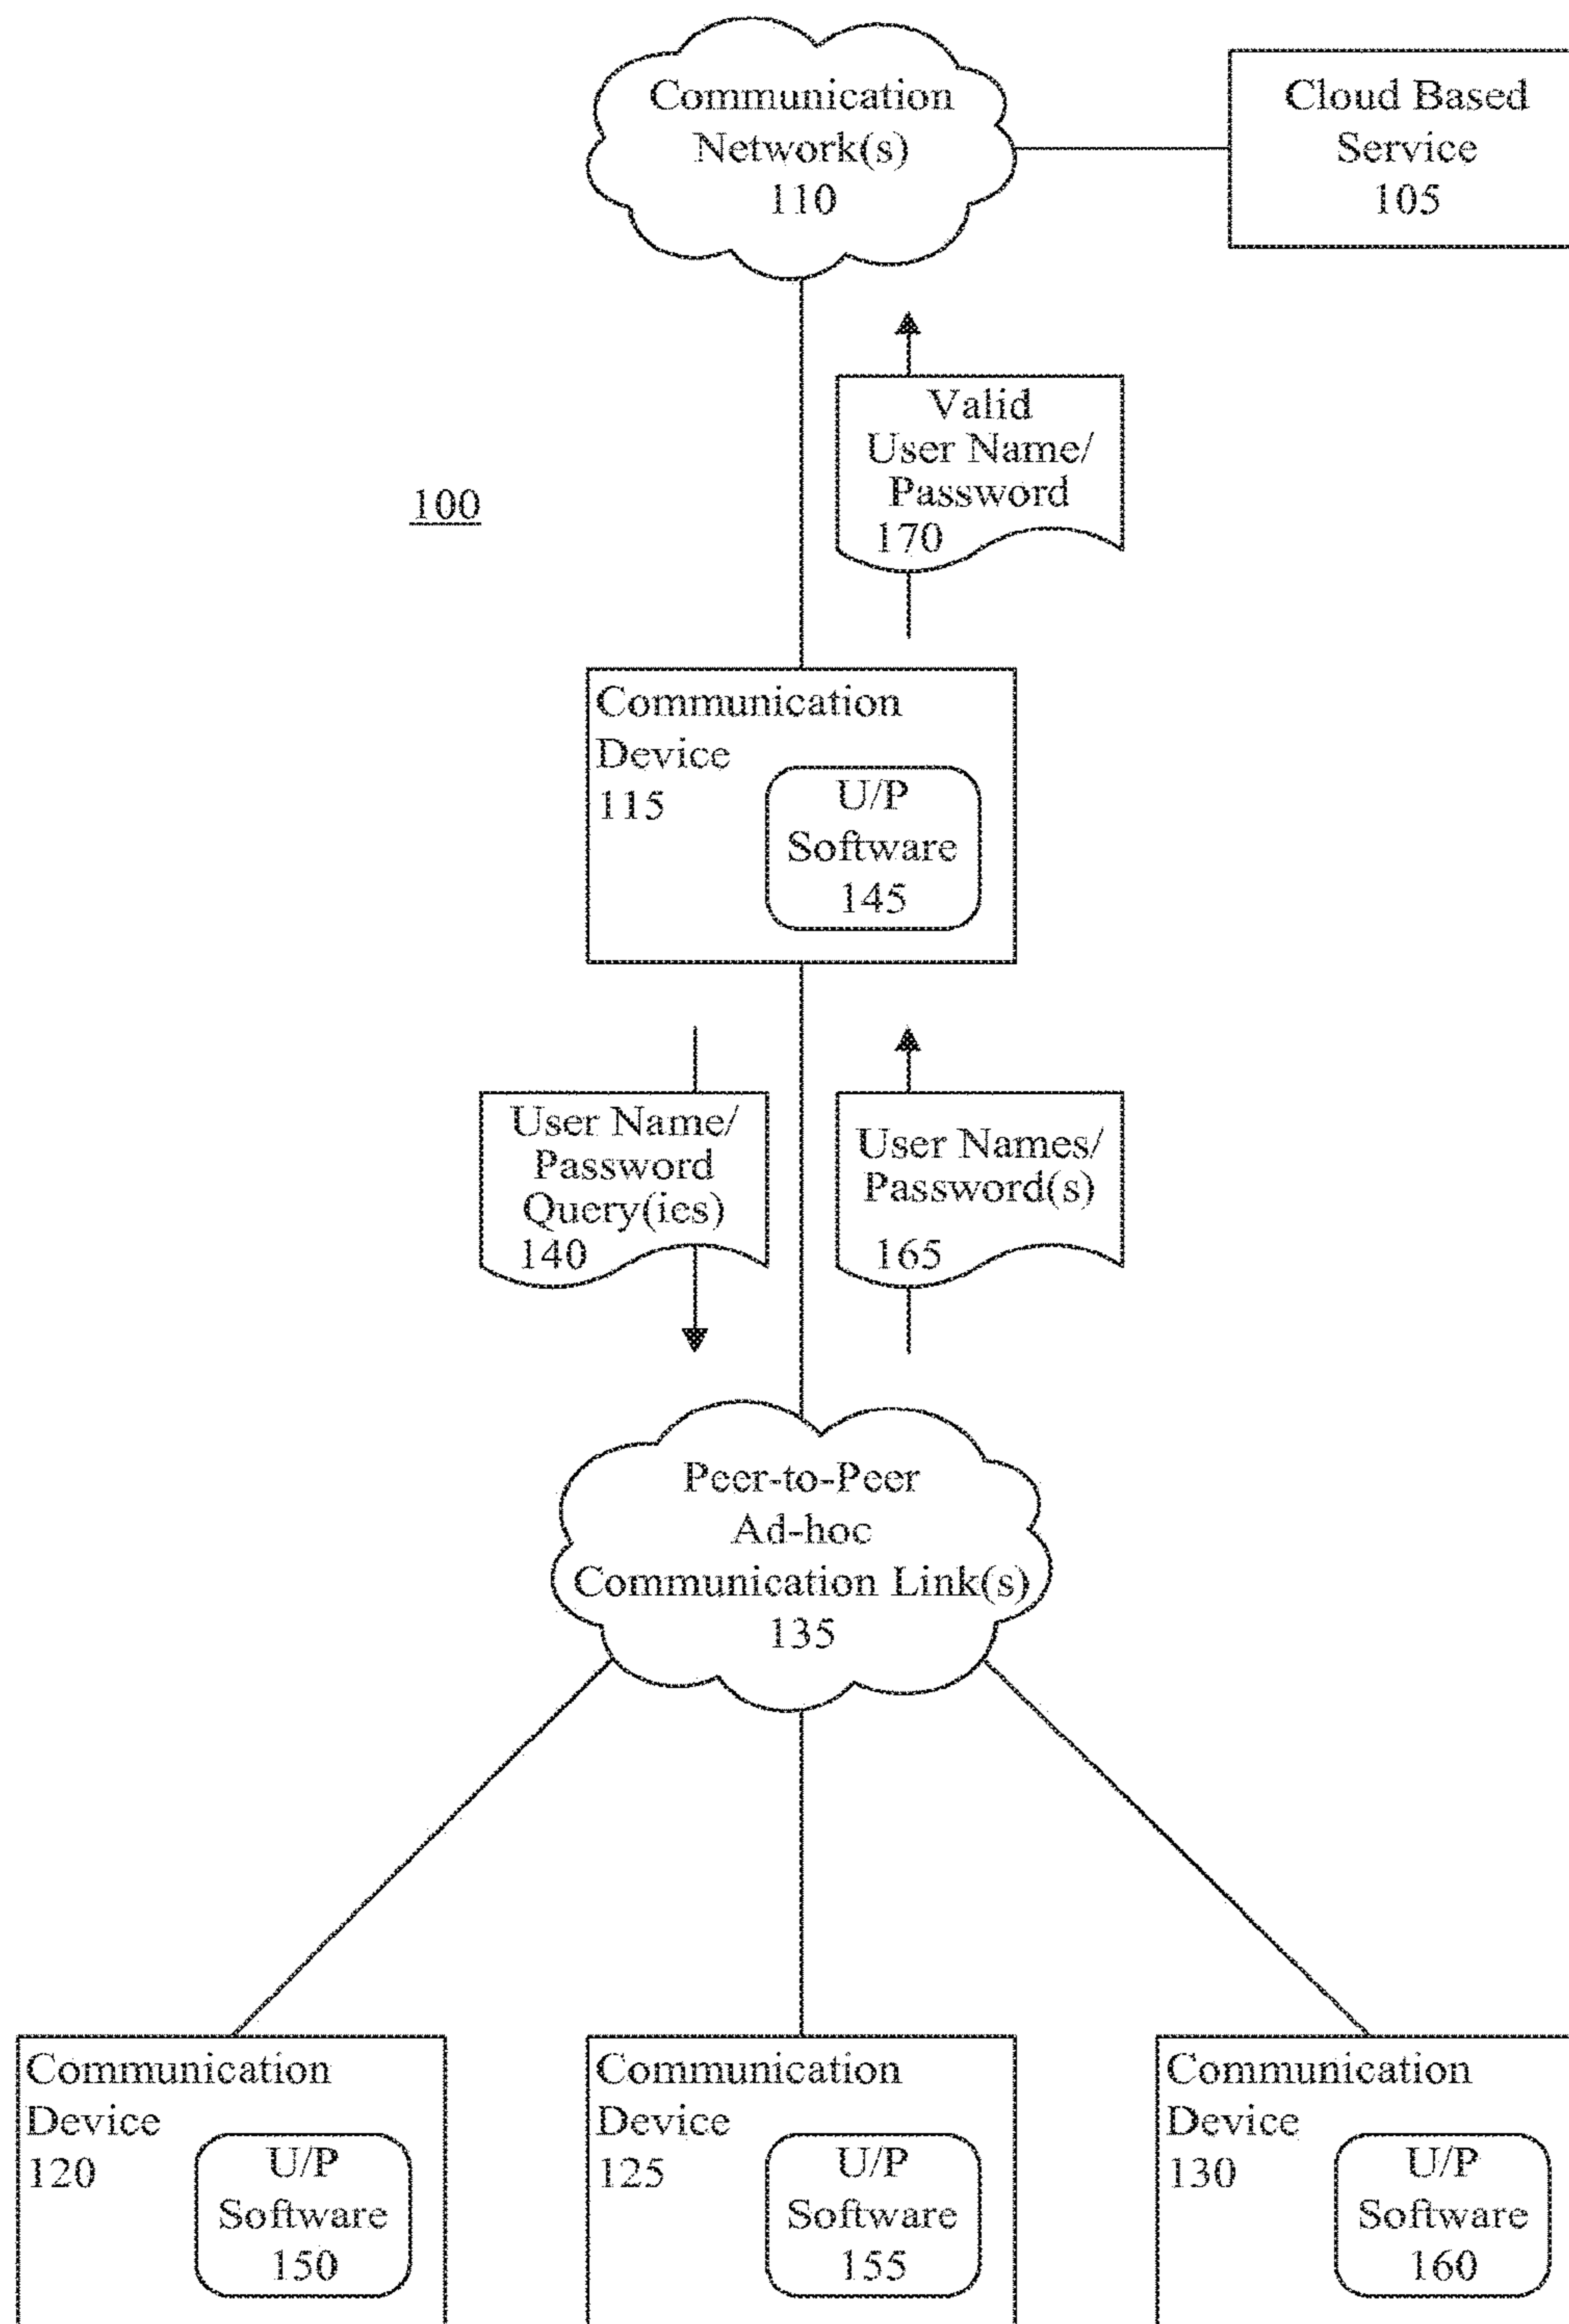 Communication
Network(s)
110
Cloud Based
Service
105
Valid
User Name/
Password
170
100
Communication
Device
115
U/P
Software
145
User Name/
Password
Query(ies)
140
User Names/
Password(s)
165
Peer-to-Peer
Ad-hoc
Communication Link(s)
135
Communication
Device
120
U/P
Software
150
Communication
Device
125
U/P
Software
155
Communication
Device
130
U/P
Software
160